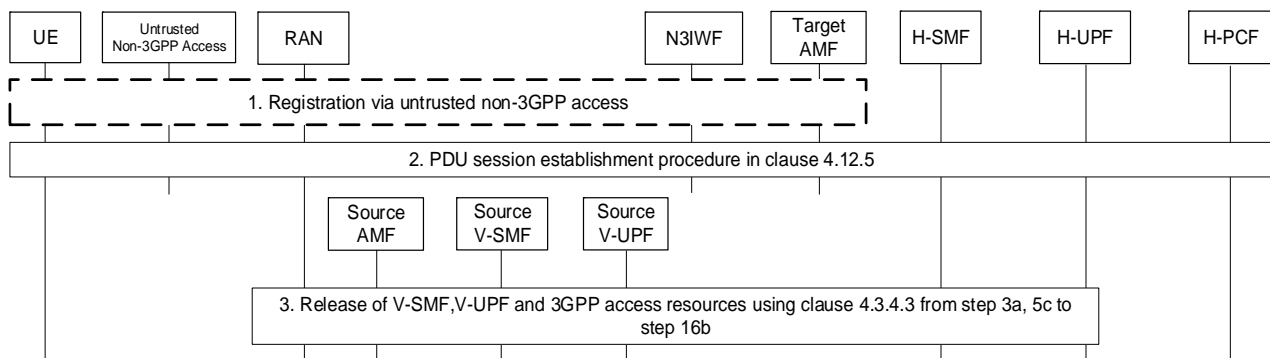 UE
Untrusted
Non-3GPP Access
RAN
N3IWF
Target
AMF
H-SMF
H-UPF
H-PCF
1. Registration via untrusted non-3GPP access
2. PDU session establishment procedure in clause 4.12.5
Source
AMF
Source
V-SMF
Source
V-UPF
3. Release of V-SMF,V-UPF and 3GPP access resources using clause 4.3.4.3 from step 3a, 5c to
step 16b